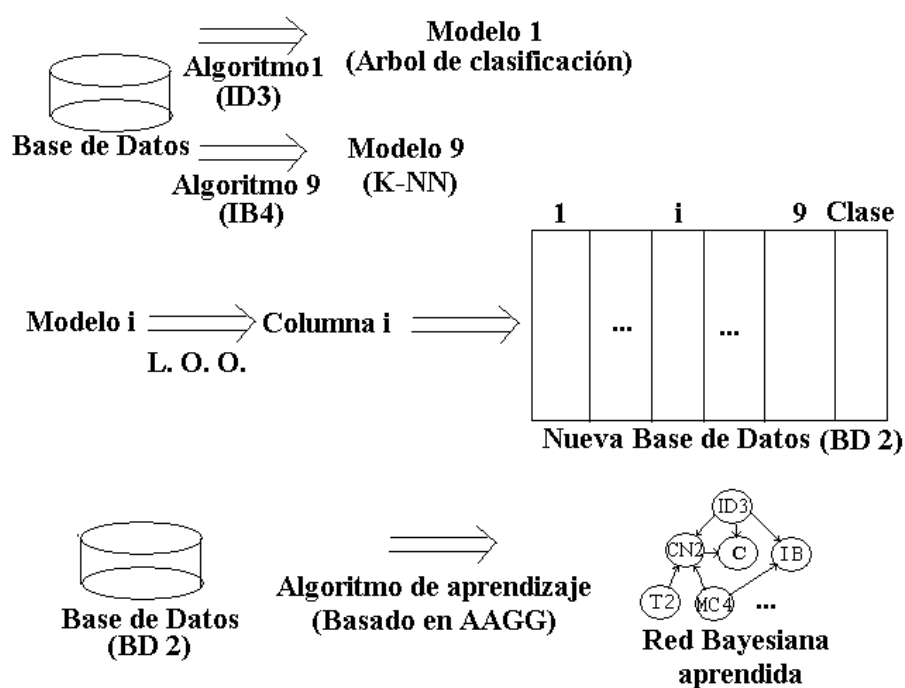 Algoritmo1
(ID3)
Modelo 1
(Arbol de clasificación)
Base de Datos
Algoritmo 9
(IB4)
Modelo 9
(K-NN)
1 i 9 Clase
Modelo i
L. O. O.
Columna i
... ...
Nueva Base de Datos (BD 2)
Base de Datos
(BD 2)
Algoritmo de aprendizaje
(Basado en AAGG)
ID3
CN2 C IB
T2 MC4 ...
Red Bayesiana
aprendida